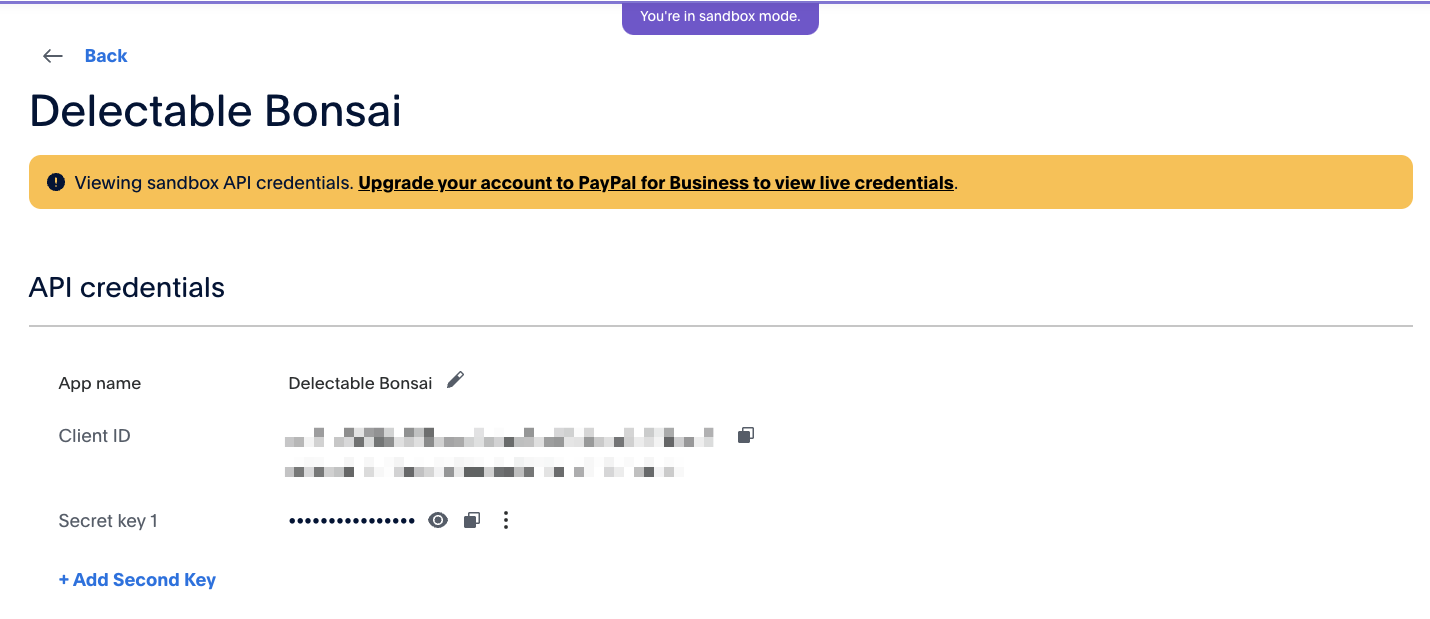 You're in sandbox mode.
Back
Delectable Bonsai
Viewing sandbox API credentials. Upgrade your account to PayPal for Business to view live credentials.
API credentials
App name Delectable Bonsai
Client ID
Secret key 1 ••••••••••••••••
+ Add Second Key